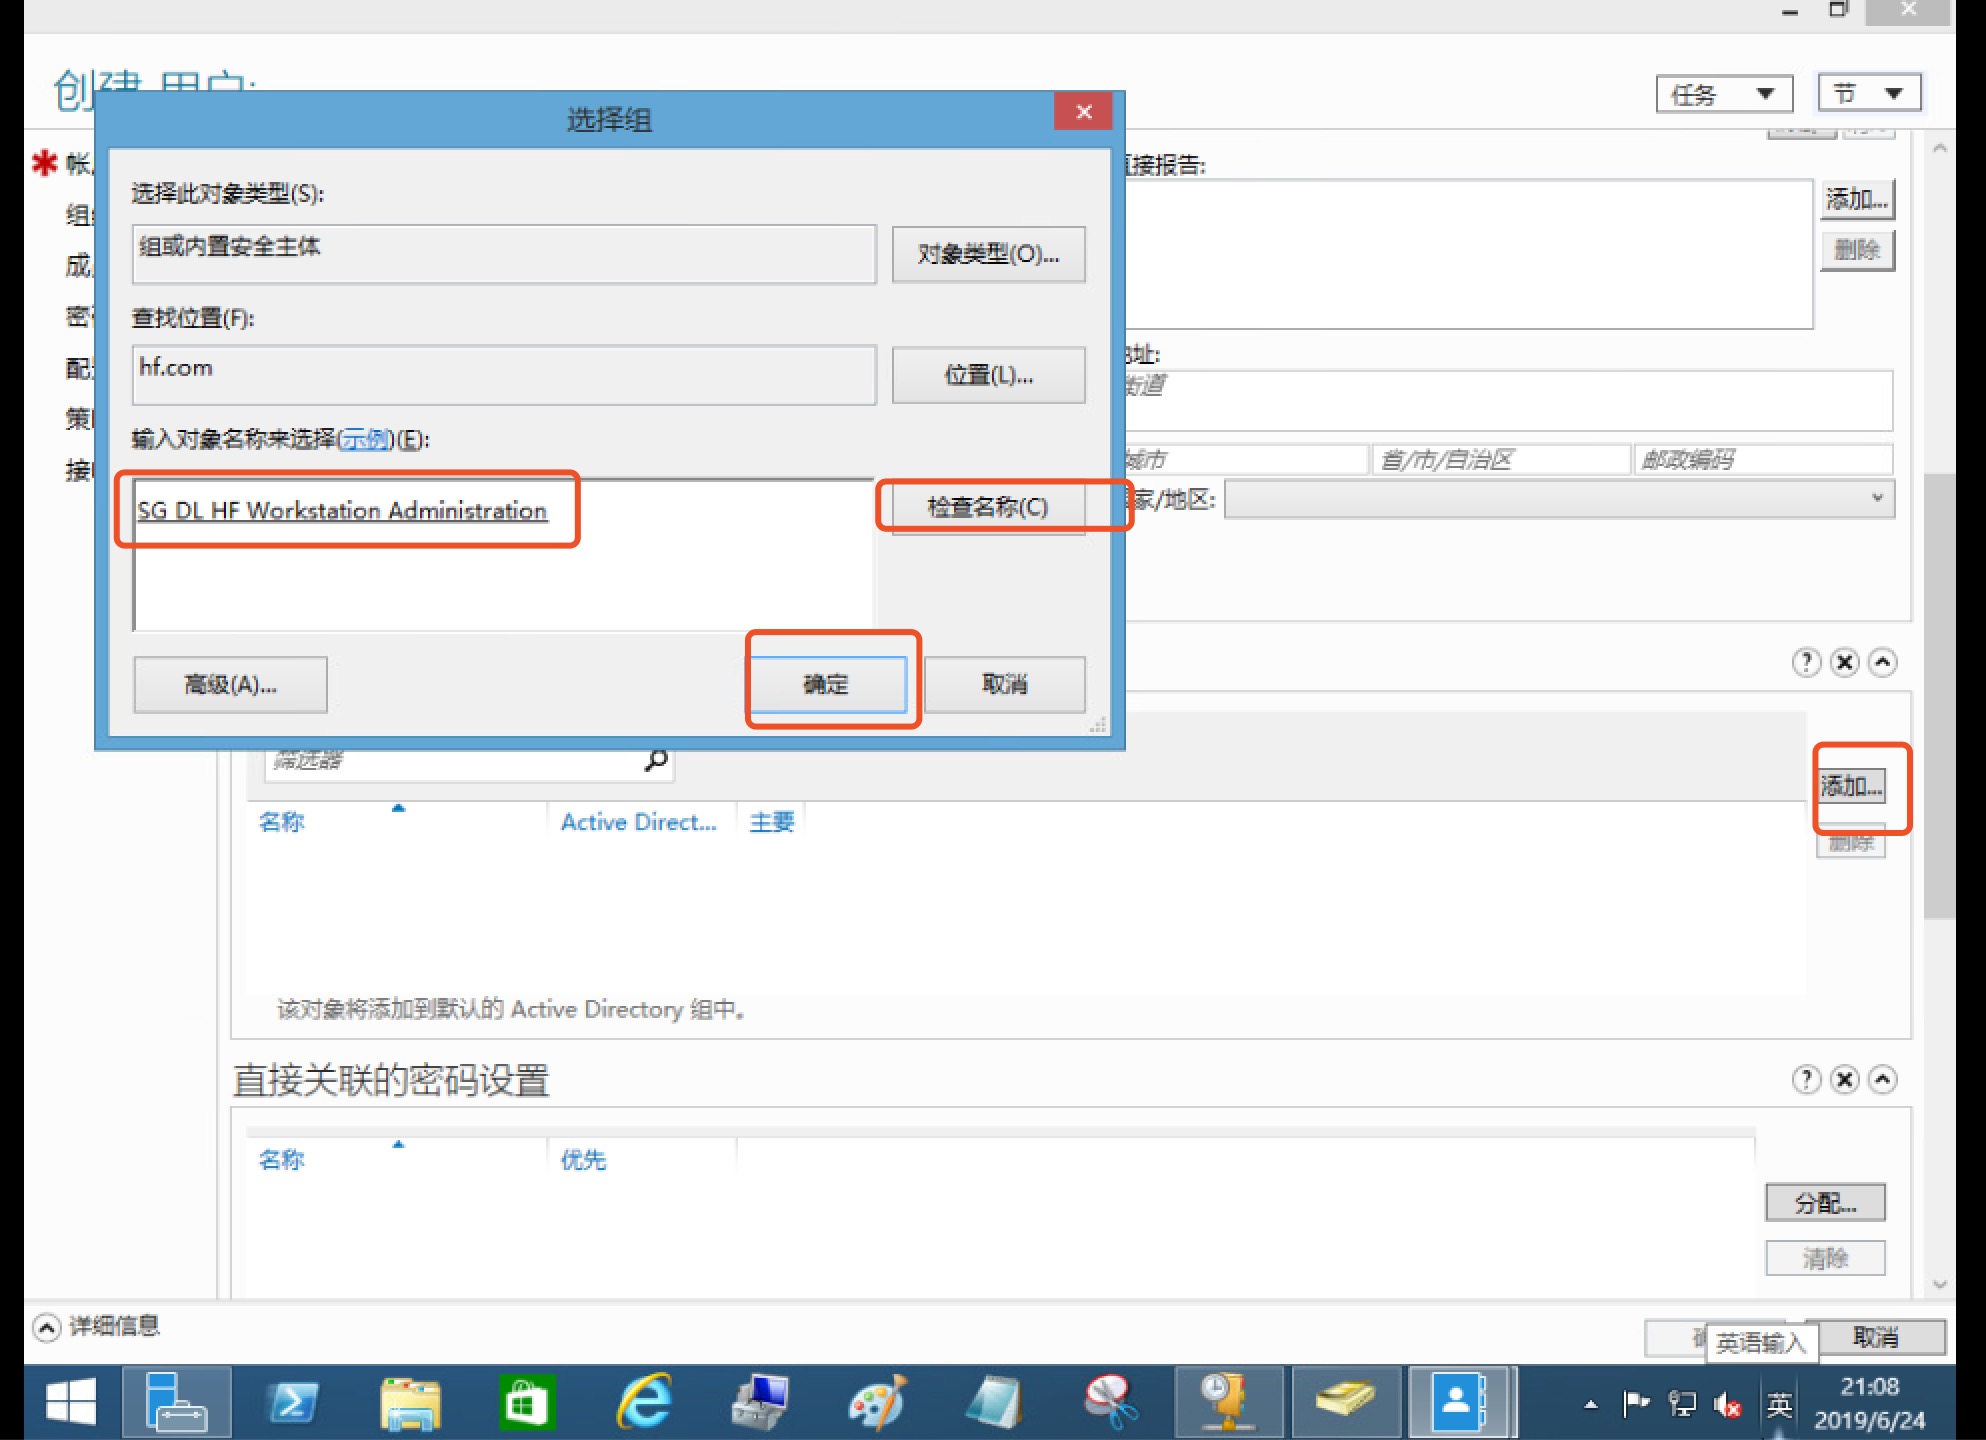 创建 用户:
任务
节
选择组
帐
组
成
密
配
策
接
选择此对象类型(S):
组或内置安全主体
对象类型(O)...
查找位置(F):
hf.com
位置(L)...
输入对象名称来选择(示例)(E):
SG DL HF Workstation Administration
检查名称(C)
高级(A)...
确定
取消
直接报告:
添加...
删除
地址:
街道
城市
省/市/自治区
邮政编码
国家/地区:
筛选器
添加...
删除
名称
Active Direct...
主要
该对象将添加到默认的 Active Directory 组中。
直接关联的密码设置
名称
优先
分配...
清除
详细信息
英语输入
取消
英
21:08
2019/6/24